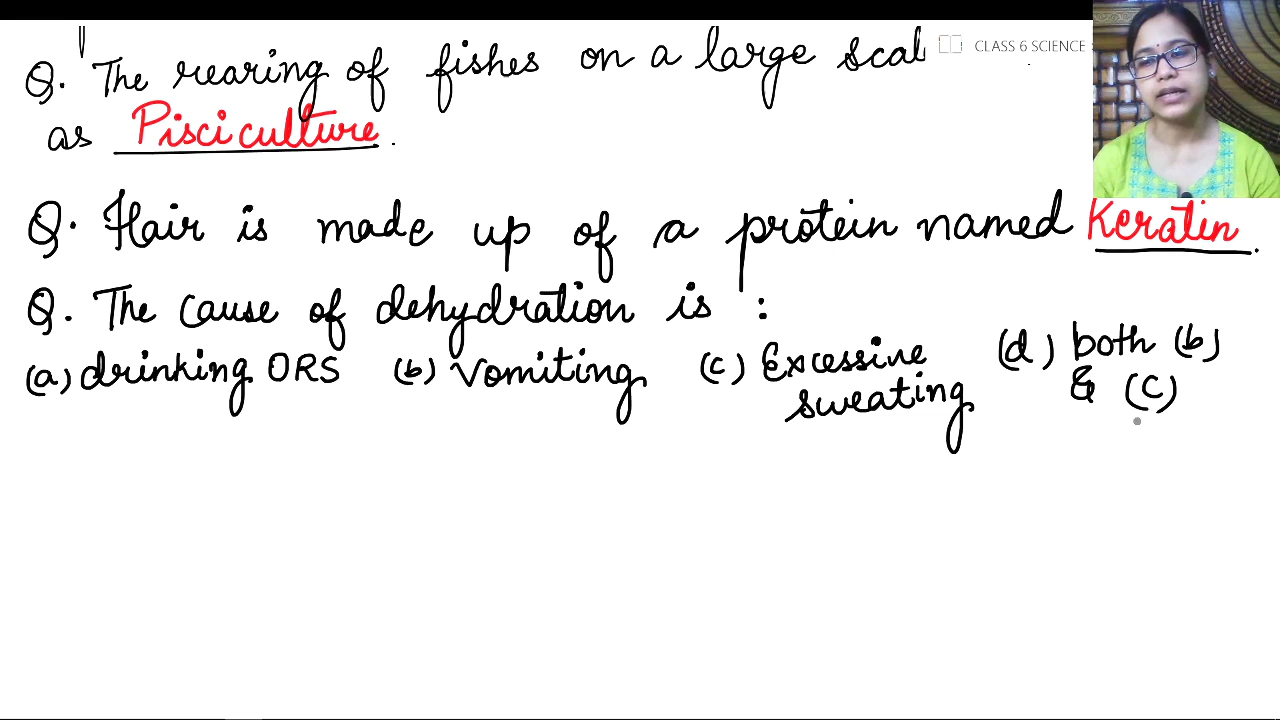 Q. The rearing of fishes on a large scal
CLASS 6 SCIENCE
as Pisciculture.
Q. Hair is made up of a protein named Keratin.
Q. The cause of dehydration is :
(a) drinking ORS (b) Vomiting (c) Excessive sweating (d) both (b) & (C)